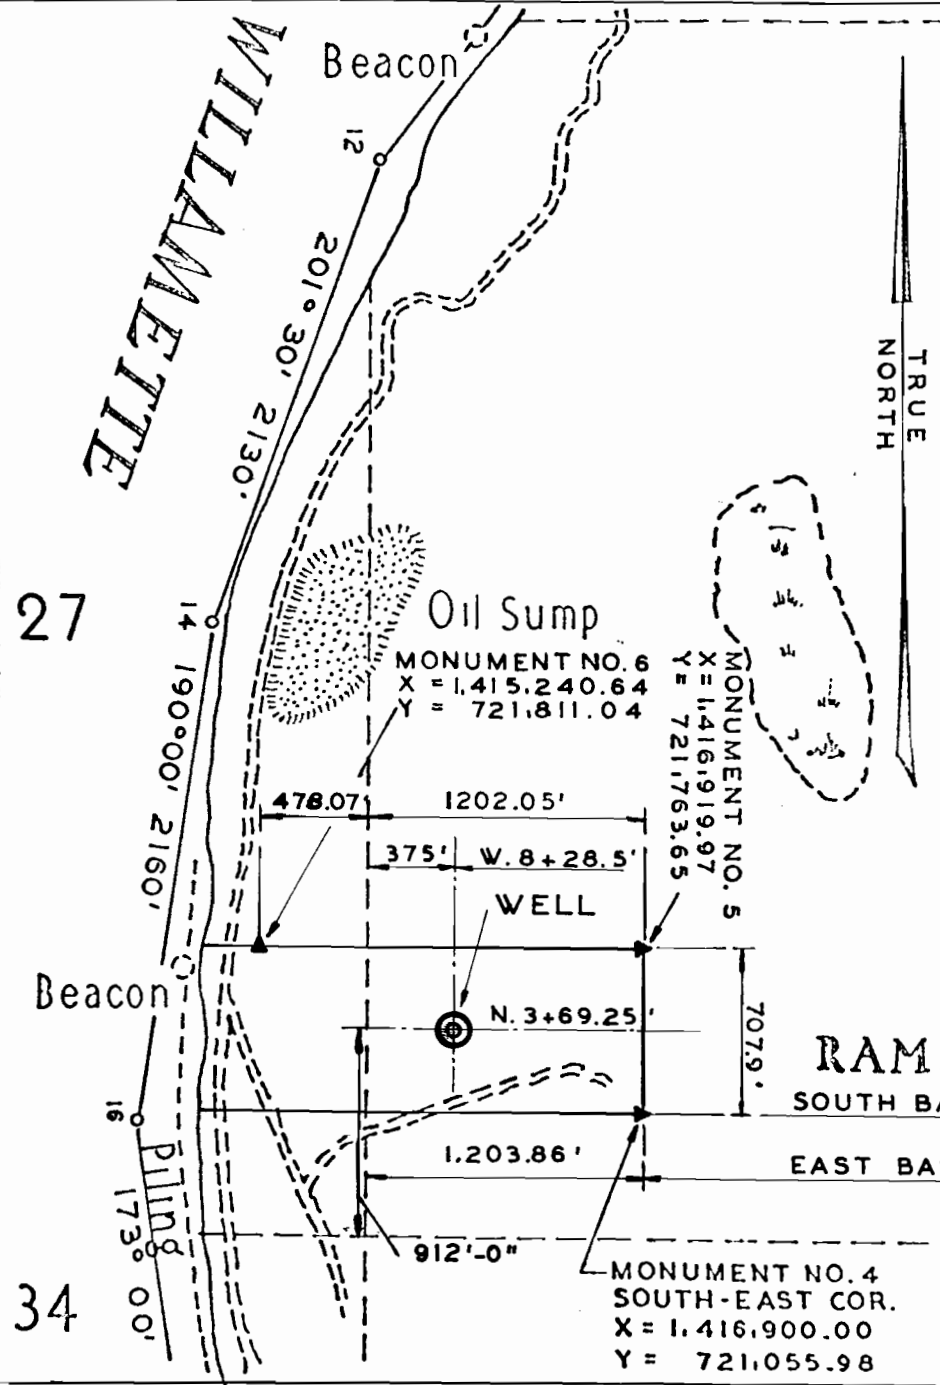 WILLAMETTE
Beacon
12
201° 30' 2130'
TRUE
NORTH
27
14
Oil Sump
MONUMENT NO. 6
X = 1,415,240.64
Y = 721,811.04
MONUMENT NO. 5
X = 1,416,919.97
Y = 721,763.65
190°00' 2160'
478.07'
1202.05'
375'
W. 8+28.5'
WELL
Beacon
N. 3+69.25'
707.9'
RAM
SOUTH BA
16
Piling
1,203.86'
EAST BA
173° 00'
912'-0"
34
MONUMENT NO. 4
SOUTH-EAST COR.
X = 1,416,900.00
Y = 721,055.98